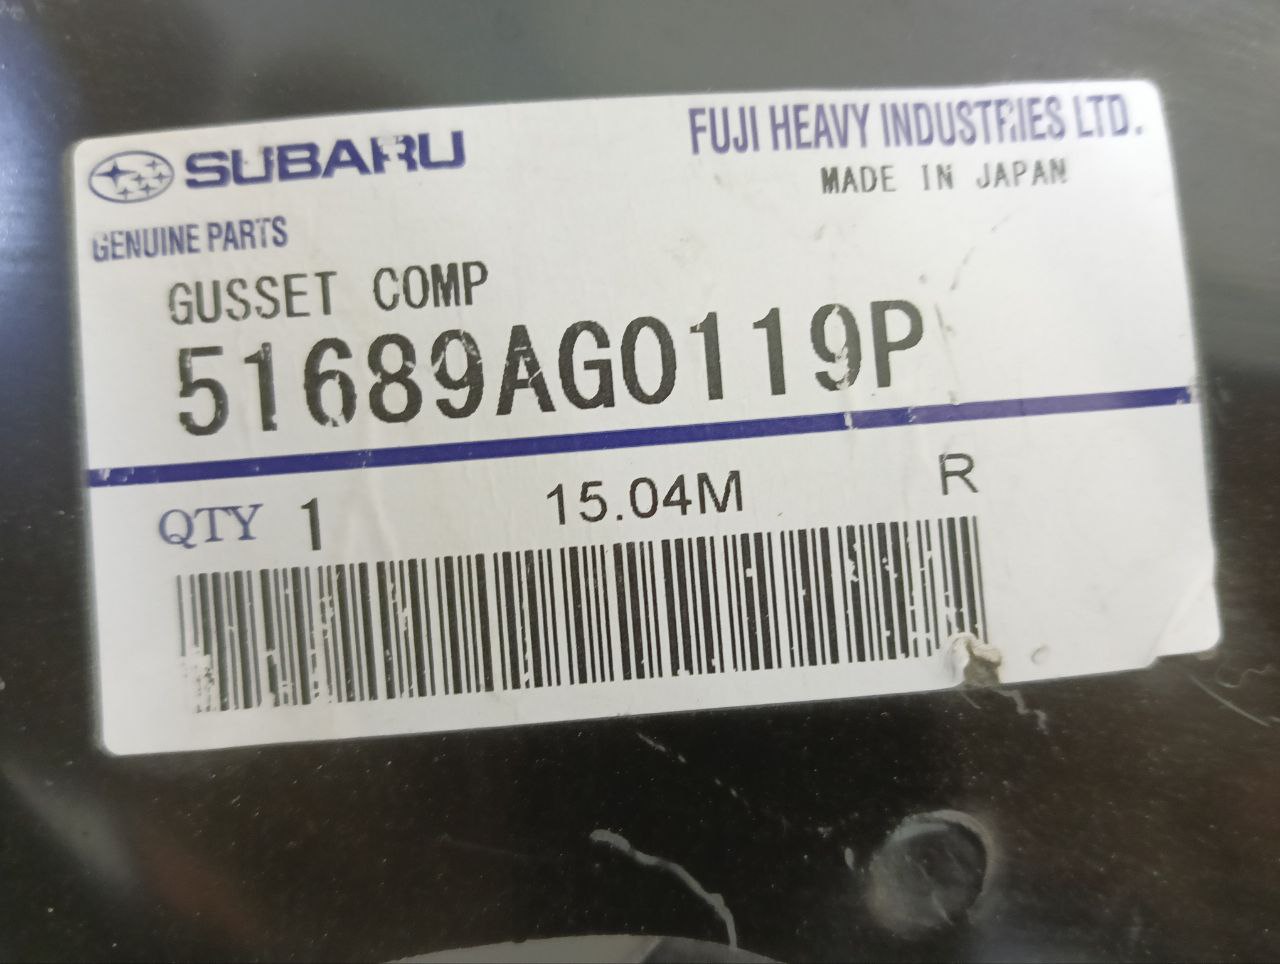 SUBARU
FUJI HEAVY INDUSTRIES LTD.
MADE IN JAPAN
GENUINE PARTS
GUSSET COMP
51689AG0119P
QTY 1 15.04M R